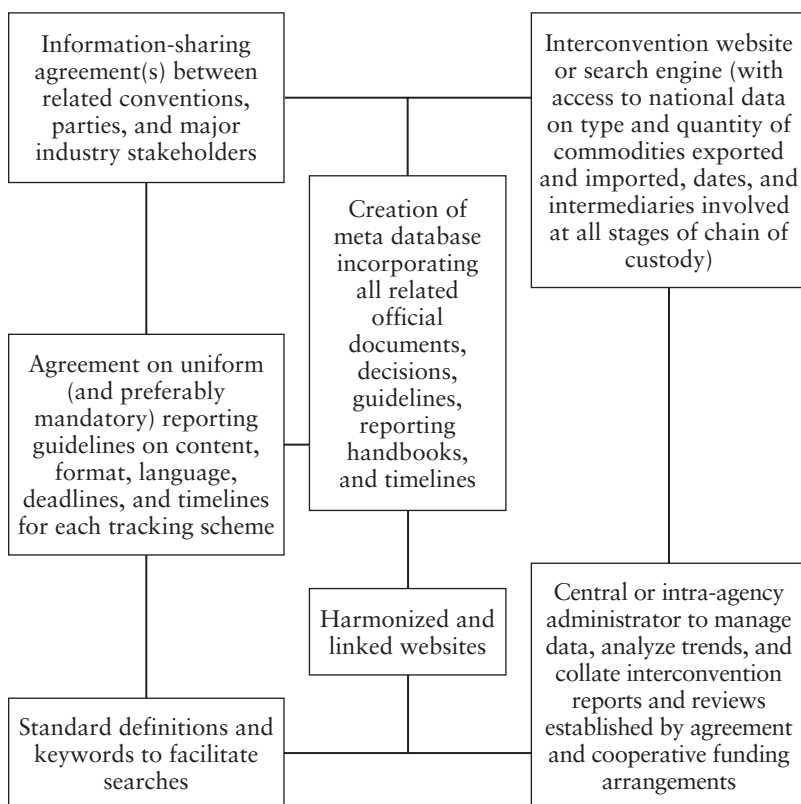 Information-sharing
agreement(s) between
related conventions,
parties, and major
industry stakeholders
Interconvention website
or search engine (with
access to national data
on type and quantity of
commodities exported
and imported, dates, and
intermediaries involved
at all stages of chain of
custody)
Creation of
meta database
incorporating
all related
official
documents,
decisions,
guidelines,
reporting
handbooks,
and timelines
Agreement on uniform
(and preferably
mandatory) reporting
guidelines on content,
format, language,
deadlines, and timelines
for each tracking scheme
Harmonized and
linked websites
Central or intra-agency
administrator to manage
data, analyze trends, and
collate interconvention
reports and reviews
established by agreement
and cooperative funding
arrangements
Standard definitions and
keywords to facilitate
searches